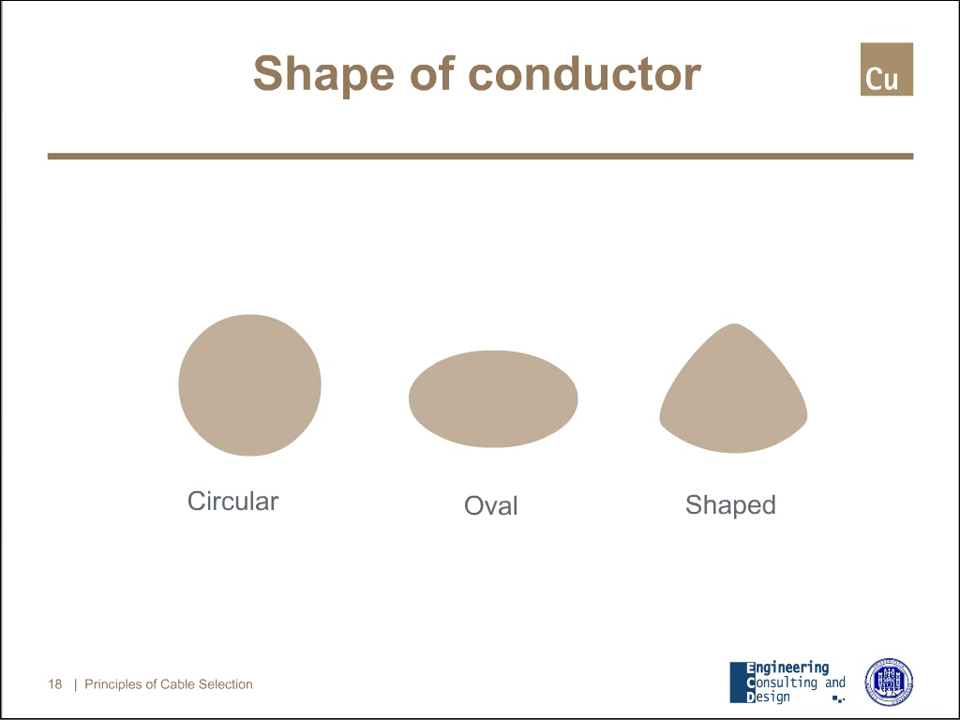 Shape of conductor
Cu
Circular
Oval
Shaped
18 | Principles of Cable Selection
Engineering
Consulting and
Design